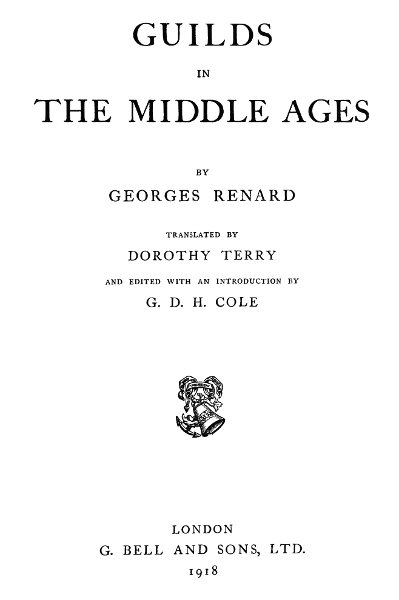 GUILDS
IN
THE MIDDLE AGES
BY
GEORGES RENARD
TRANSLATED BY
DOROTHY TERRY
AND EDITED WITH AN INTRODUCTION BY
G. D. H. COLE
LONDON
G. BELL AND SONS, LTD.
1918